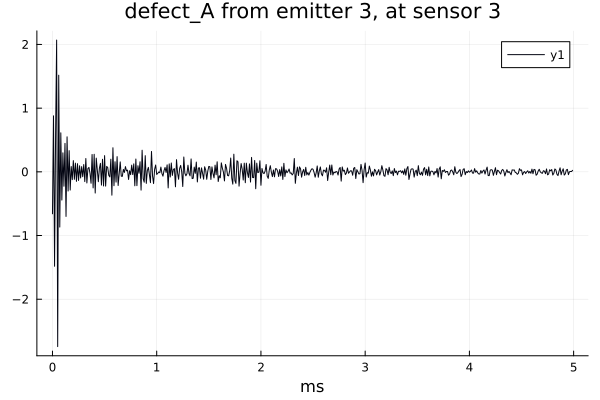 defect_A from emitter 3, at sensor 3
y1
2
1
0
−1
−2
0 1 2 3 4 5
ms